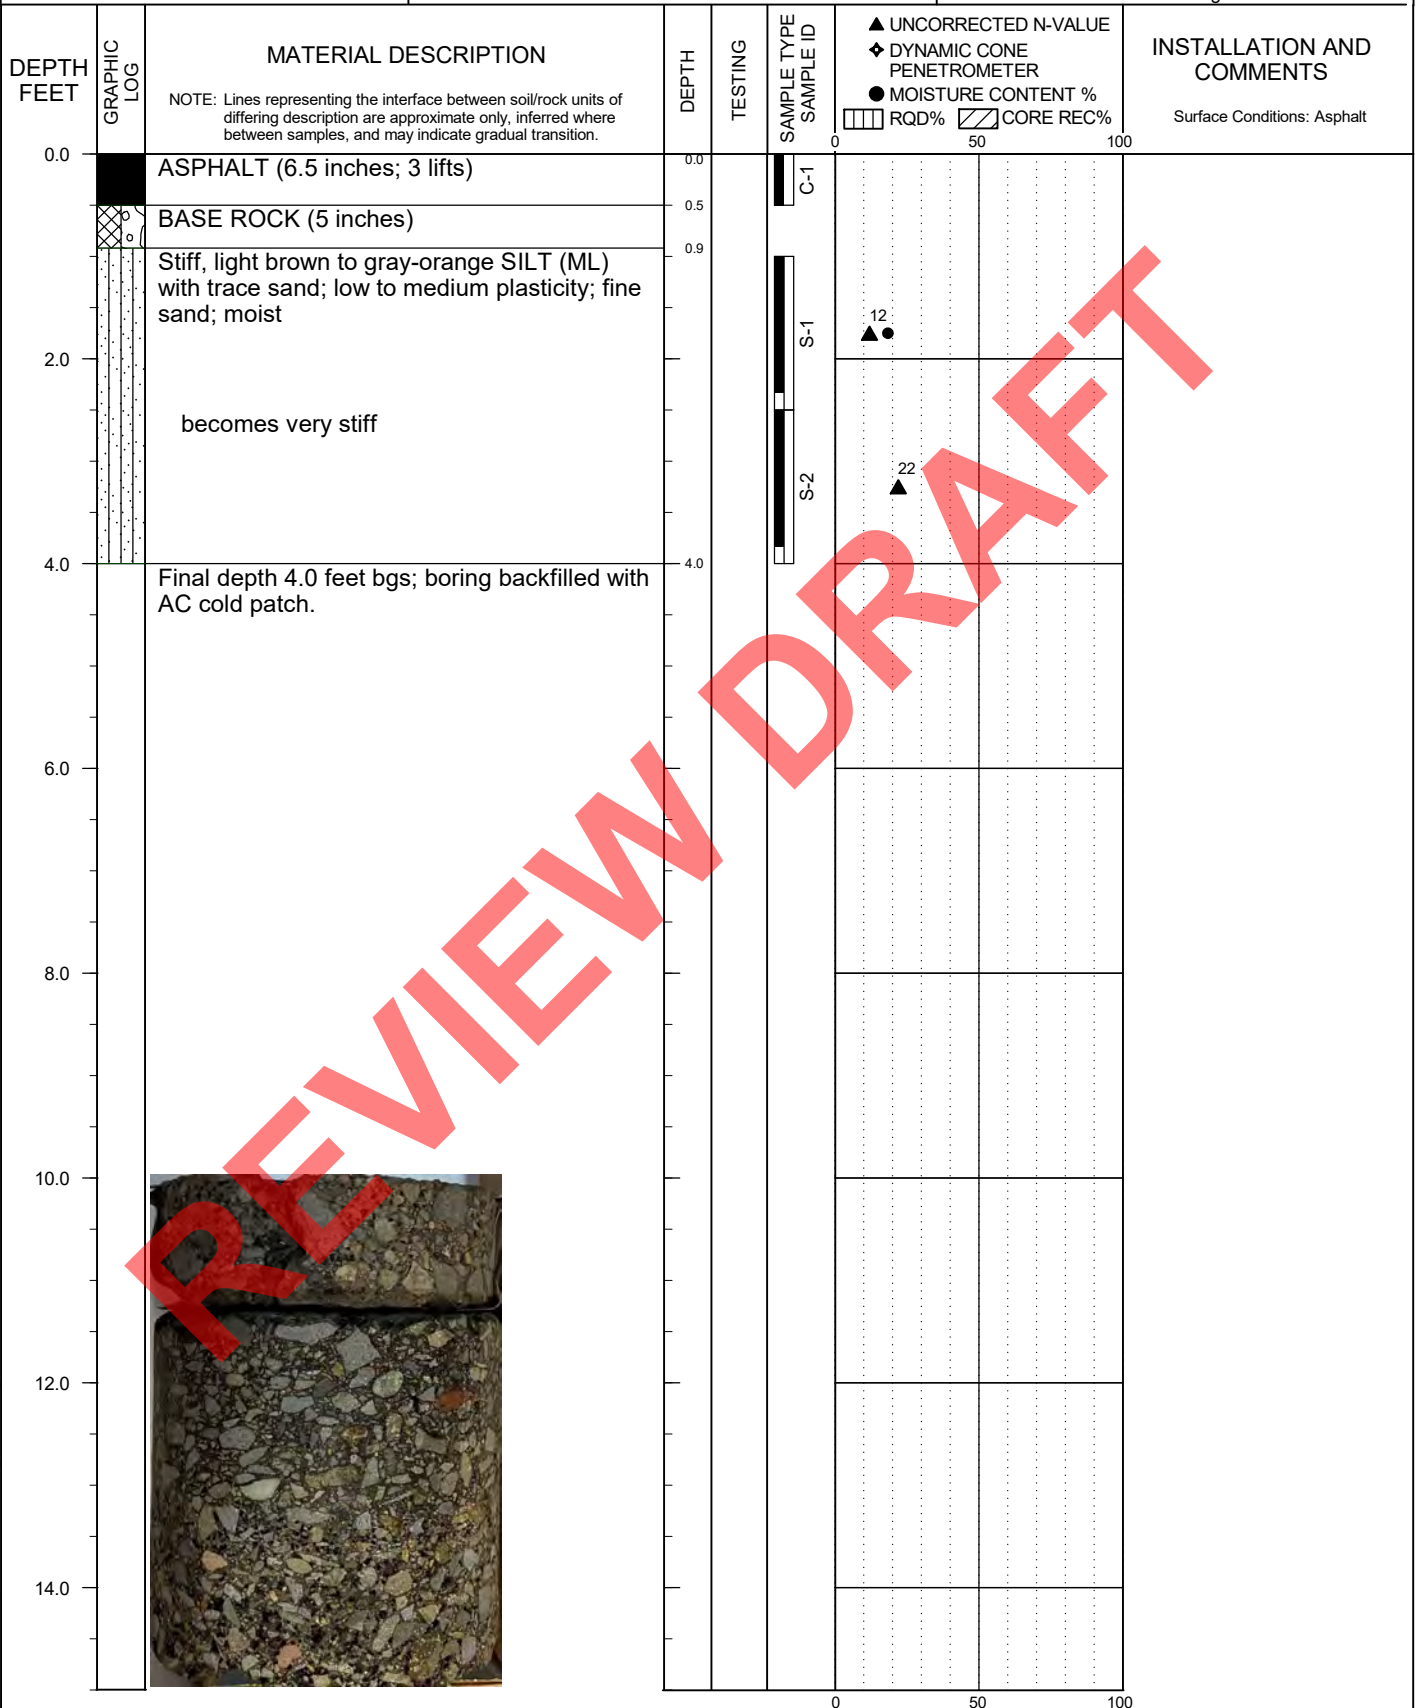 DEPTH
FEET
GRAPHIC
LOG
MATERIAL DESCRIPTION
NOTE: Lines representing the interface between soil/rock units of
differing description are approximate only, inferred where
between samples, and may indicate gradual transition.
DEPTH
TESTING
SAMPLE TYPE
SAMPLE ID
▲ UNCORRECTED N-VALUE
DYNAMIC CONE
PENETROMETER
● MOISTURE CONTENT %
RQD% CORE REC%
0 50 100
INSTALLATION AND
COMMENTS
Surface Conditions: Asphalt
0.0
ASPHALT (6.5 inches; 3 lifts)
0.0
C-1
0.5
BASE ROCK (5 inches)
0.9
Stiff, light brown to gray-orange SILT (ML)
with trace sand; low to medium plasticity; fine
sand; moist
S-1
12
2.0
becomes very stiff
S-2
22
4.0
4.0
Final depth 4.0 feet bgs; boring backfilled with
AC cold patch.
6.0
8.0
10.0
12.0
14.0
0 50 100
REVIEW DRAFT